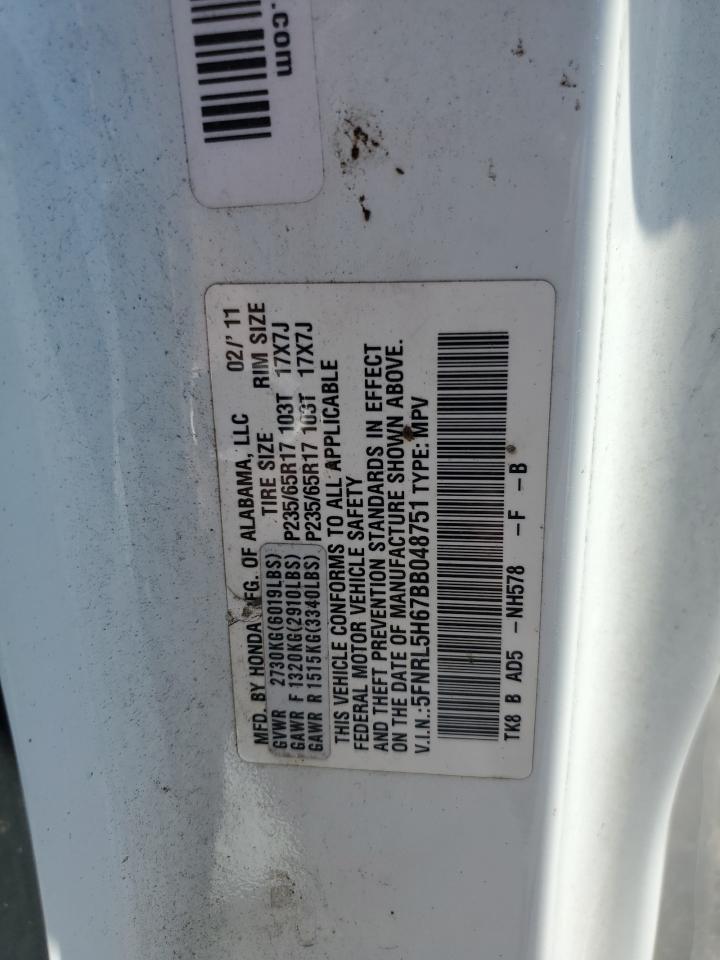 .com
MFD. BY HONDA MFG. OF ALABAMA, LLC 02/' 11
TIRE SIZE RIM SIZE
GVWR 2730KG(6019LBS)
GAWR F 1320KG(2910LBS) P235/65R17 103T 17X7J
GAWR R 1515KG(3340LBS) P235/65R17 103T 17X7J
THIS VEHICLE CONFORMS TO ALL APPLICABLE
FEDERAL MOTOR VEHICLE SAFETY
AND THEFT PREVENTION STANDARDS IN EFFECT
ON THE DATE OF MANUFACTURE SHOWN ABOVE.
V.I.N.:5FNRL5H67BB048751 TYPE: MPV
TK8 B AD5 -NH578 -F -B